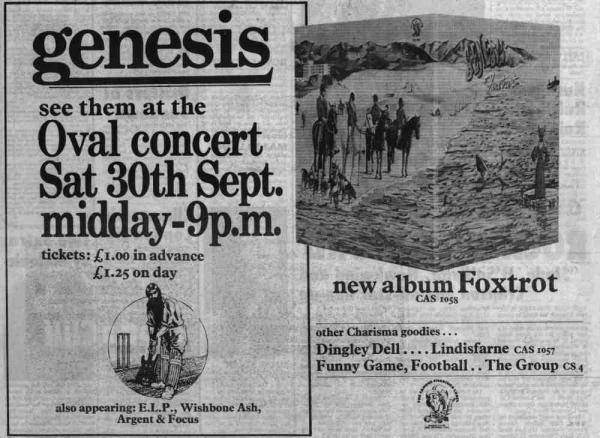 genesis
see them at the
Oval concert
Sat 30th Sept.
midday-9p.m.
tickets: £1.00 in advance
£1.25 on day
also appearing: E.L.P., Wishbone Ash,
Argent & Focus
GENESIS
Foxtrot
new album Foxtrot
CAS 1058
other Charisma goodies . . .
Dingley Dell . . . . Lindisfarne CAS 1057
Funny Game, Football . . The Group CS 4